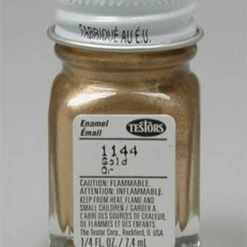 FABRIQUÉ AU É.U.
Enamel
Émail
TESTORS
1144
Gold
Or
CAUTION: FLAMMABLE.
ATTENTION: INFLAMMABLE.
KEEP FROM HEAT, FLAME AND
SMALL CHILDREN / GARDER A
L'ABRI DES SOURCES DE CHALEUR,
DE FLAMMES ET DES ENFANTS.
The Testor Corp., Rockford, IL USA
1/4 FL. OZ. / 7.4 mL